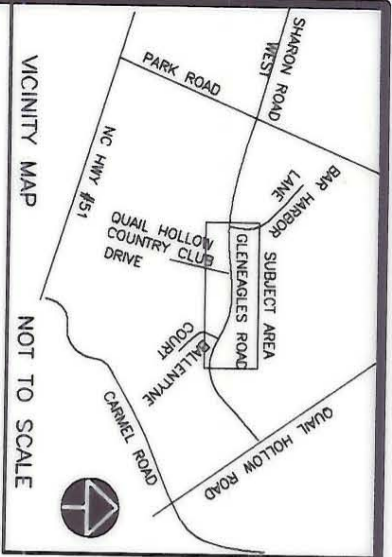 SHARON ROAD
WEST
PARK ROAD
BAR HARBOR
LANE
SUBJECT AREA
GLENEAGLES ROAD
QUAIL HOLLOW
COUNTRY CLUB
DRIVE
BALLENTYNE
COURT
QUAIL HOLLOW ROAD
NC HWY #51
CARMEL ROAD
VICINITY MAP
NOT TO SCALE